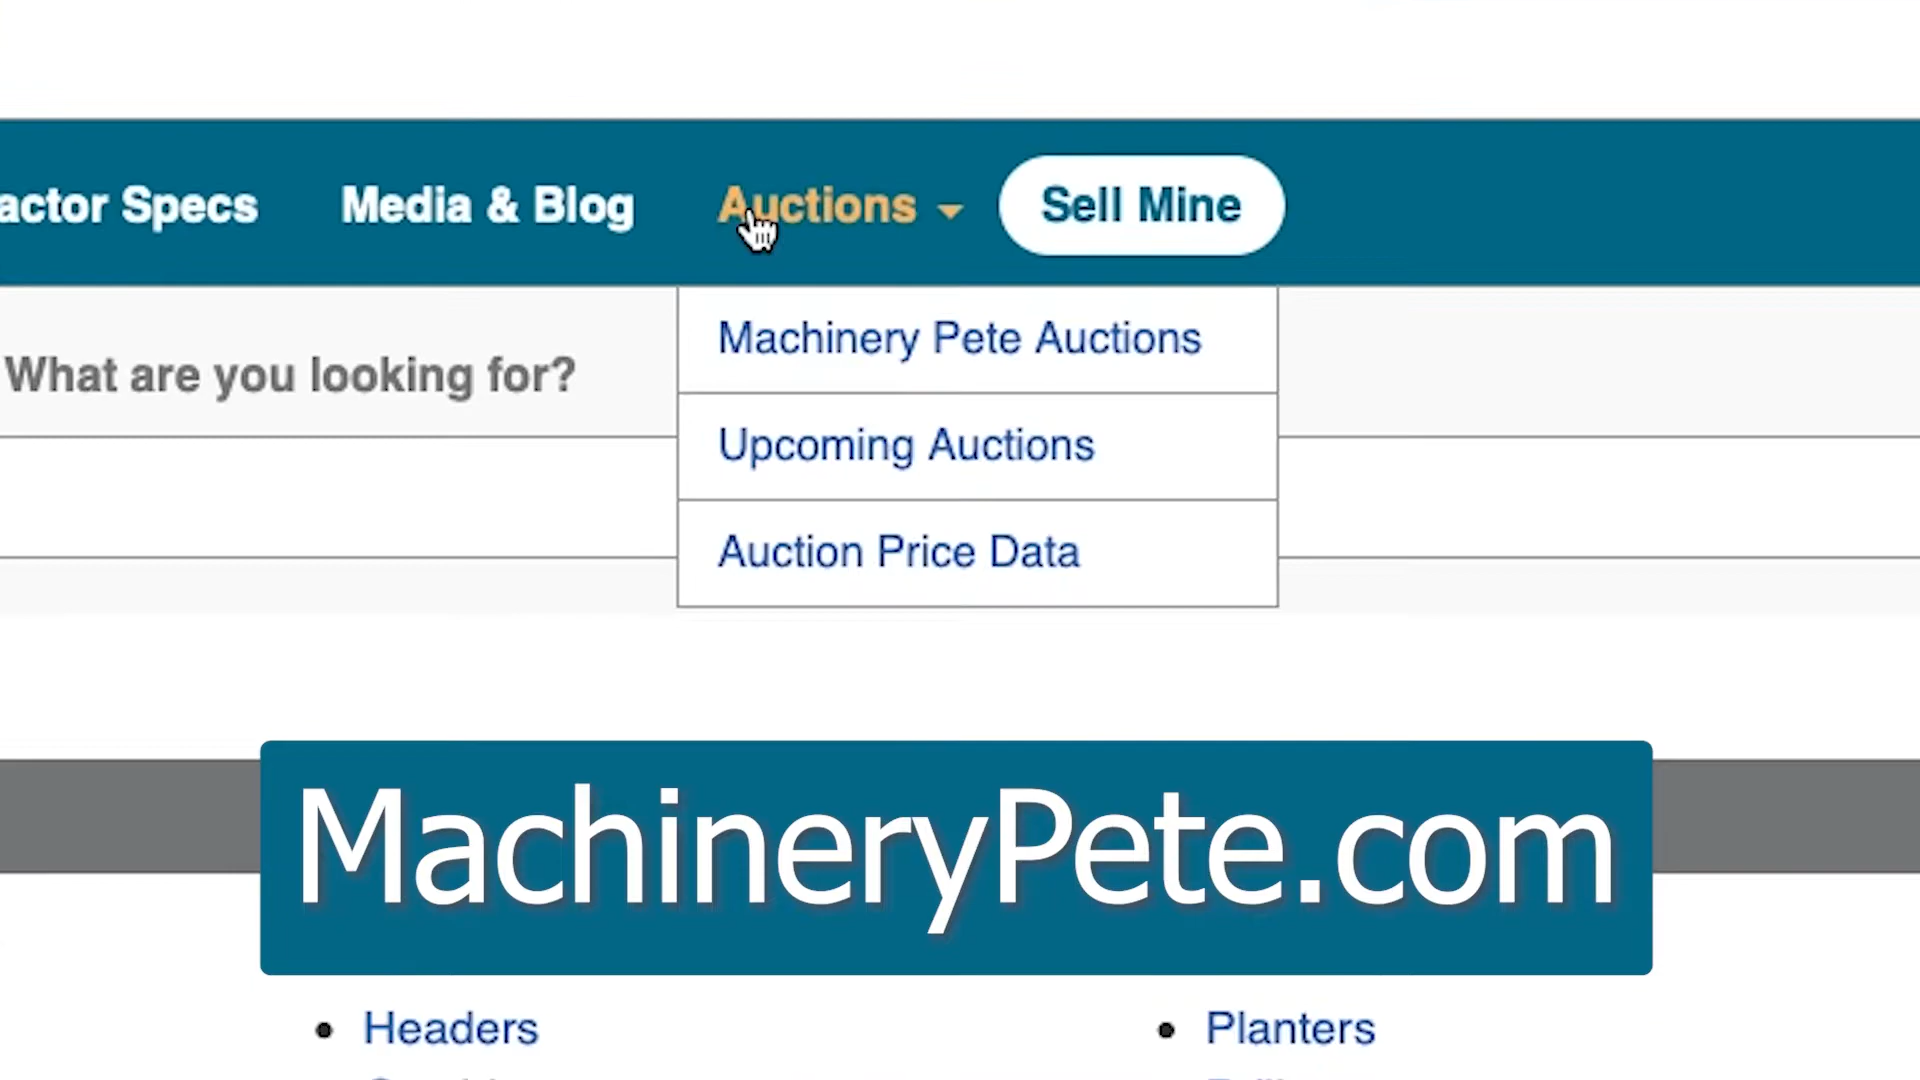 actor Specs Media & Blog Auctions Sell Mine
Machinery Pete Auctions
What are you looking for?
Upcoming Auctions
Auction Price Data
MachineryPete.com
Headers
Planters